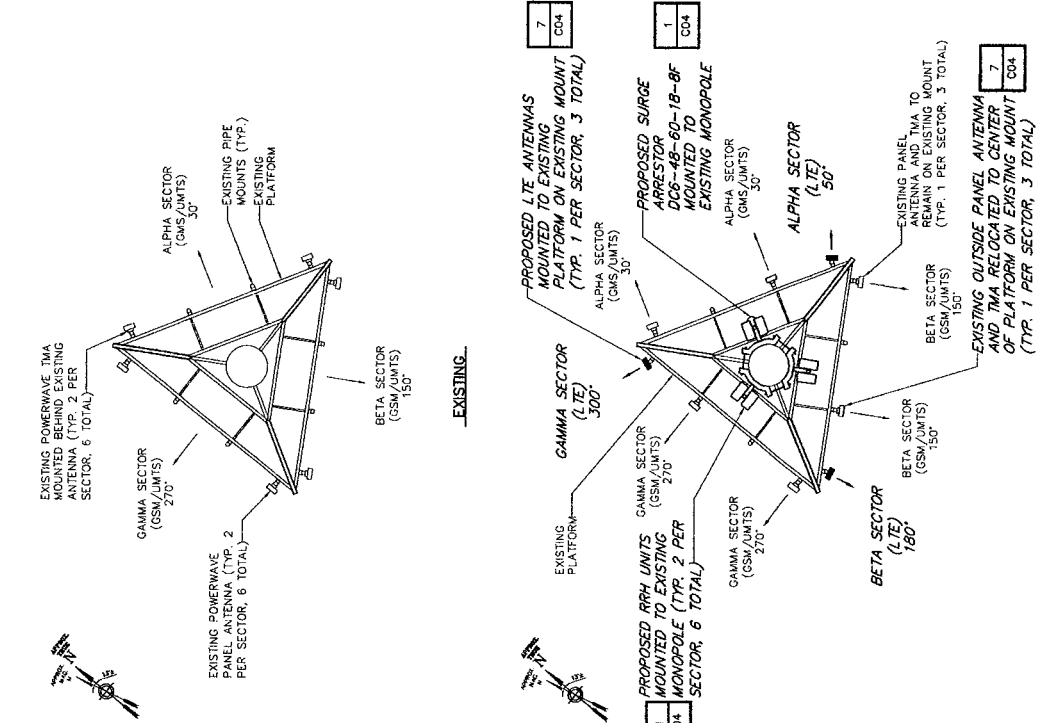 EXISTING POWERWAVE TMA
MOUNTED BEHIND EXISTING
ANTENNA (TYP. 2 PER
SECTOR, 6 TOTAL)
ALPHA SECTOR
(GMS/UMTS)
30°
EXISTING PIPE
MOUNTS (TYP.)
EXISTING
PLATFORM
GAMMA SECTOR
(GSM/UMTS)
270°
EXISTING POWERWAVE
PANEL ANTENNA (TYP. 2
PER SECTOR, 6 TOTAL)
BETA SECTOR
(GSM/UMTS)
150°
APPROX.
TRUE
N
APPROX.
MAG.
N
EXISTING
PROPOSED LTE ANTENNAS
MOUNTED TO EXISTING
PLATFORM ON EXISTING MOUNT
(TYP. 1 PER SECTOR, 3 TOTAL)
7
C04
ALPHA SECTOR
(GMS/UMTS)
30°
PROPOSED SURGE
ARRESTOR
DC6-48-60-18-8F
MOUNTED TO
EXISTING MONOPOLE
1
C04
ALPHA SECTOR
(GMS/UMTS)
30°
ALPHA SECTOR
(LTE)
50°
EXISTING PANEL
ANTENNA AND TMA TO
REMAIN ON EXISTING MOUNT
(TYP. 1 PER SECTOR, 3 TOTAL)
GAMMA SECTOR
(LTE)
300°
EXISTING
PLATFORM
GAMMA SECTOR
(GSM/UMTS)
270°
PROPOSED RRH UNITS
MOUNTED TO EXISTING
MONOPOLE (TYP. 2 PER
SECTOR, 6 TOTAL)
GAMMA SECTOR
(GSM/UMTS)
270°
BETA SECTOR
(LTE)
180°
BETA SECTOR
(GSM/UMTS)
150°
BETA SECTOR
(GSM/UMTS)
150°
EXISTING OUTSIDE PANEL ANTENNA
AND TMA RELOCATED TO CENTER
OF PLATFORM ON EXISTING MOUNT
(TYP. 1 PER SECTOR, 3 TOTAL)
7
C04
APPROX.
TRUE
N
APPROX.
MAG.
N